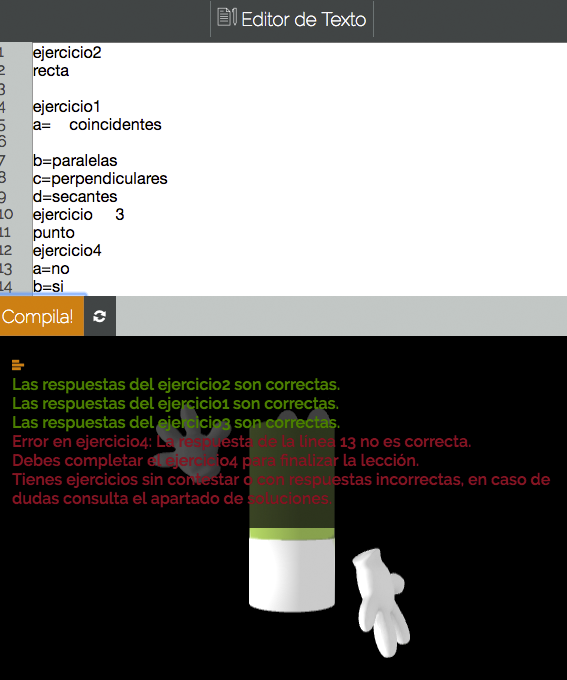 Editor de Texto
1 ejercicio2
2 recta
3
4 ejercicio1
5 a= coincidentes
6
7 b=paralelas
8 c=perpendiculares
9 d=secantes
10 ejercicio 3
11 punto
12 ejercicio4
13 a=no
14 b=si
Compila!
Las respuestas del ejercicio2 son correctas.
Las respuestas del ejercicio1 son correctas.
Las respuestas del ejercicio3 son correctas.
Error en ejercicio4: La respuesta de la linea 13 no es correcta.
Debes completar el ejercicio4 para finalizar la lección.
Tienes ejercicios sin contestar o con respuestas incorrectas, en caso de
dudas consulta el apartado de soluciones.